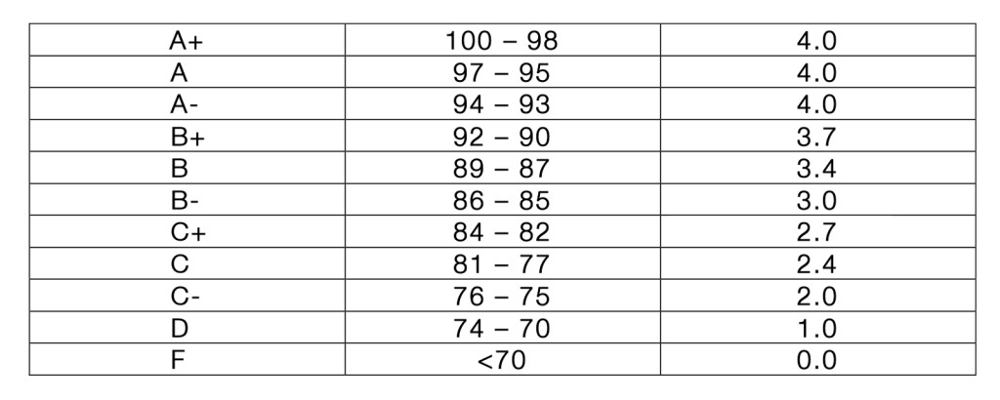 A+ 100 – 98 4.0
A 97 – 95 4.0
A- 94 – 93 4.0
B+ 92 – 90 3.7
B 89 – 87 3.4
B- 86 – 85 3.0
C+ 84 – 82 2.7
C 81 – 77 2.4
C- 76 – 75 2.0
D 74 – 70 1.0
F <70 0.0